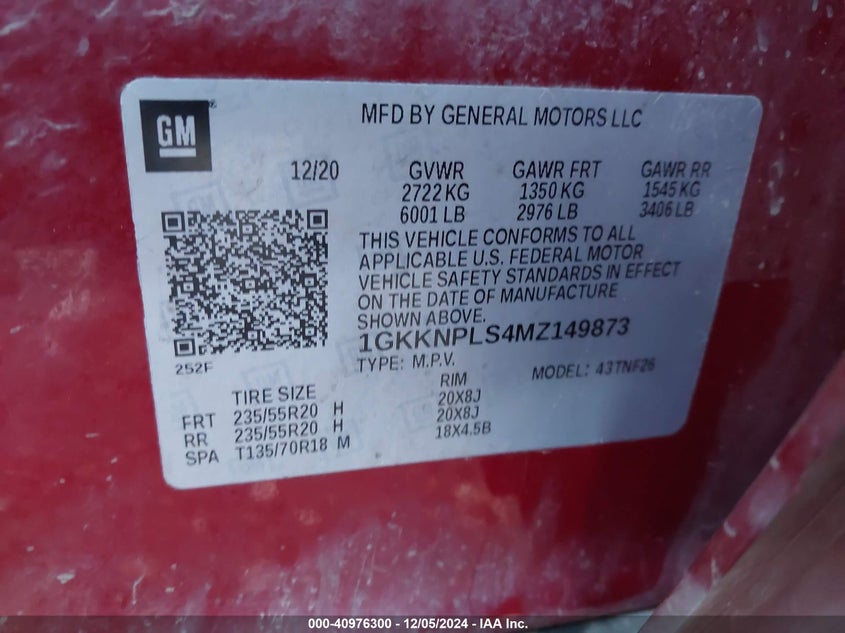 GM
MFD BY GENERAL MOTORS LLC
12/20 GVWR GAWR FRT GAWR RR
2722 KG 1350 KG 1545 KG
6001 LB 2976 LB 3406 LB
THIS VEHICLE CONFORMS TO ALL
APPLICABLE U.S. FEDERAL MOTOR
VEHICLE SAFETY STANDARDS IN EFFECT
ON THE DATE OF MANUFACTURE
SHOWN ABOVE.
1GKKNPLS4MZ149873
252F
TYPE: M.P.V. MODEL: 43TNF26
TIRE SIZE RIM
FRT 235/55R20 H 20X8J
RR 235/55R20 H 20X8J
SPA T135/70R18 M 18X4.5B
000-40976300 - 12/05/2024 - IAA Inc.